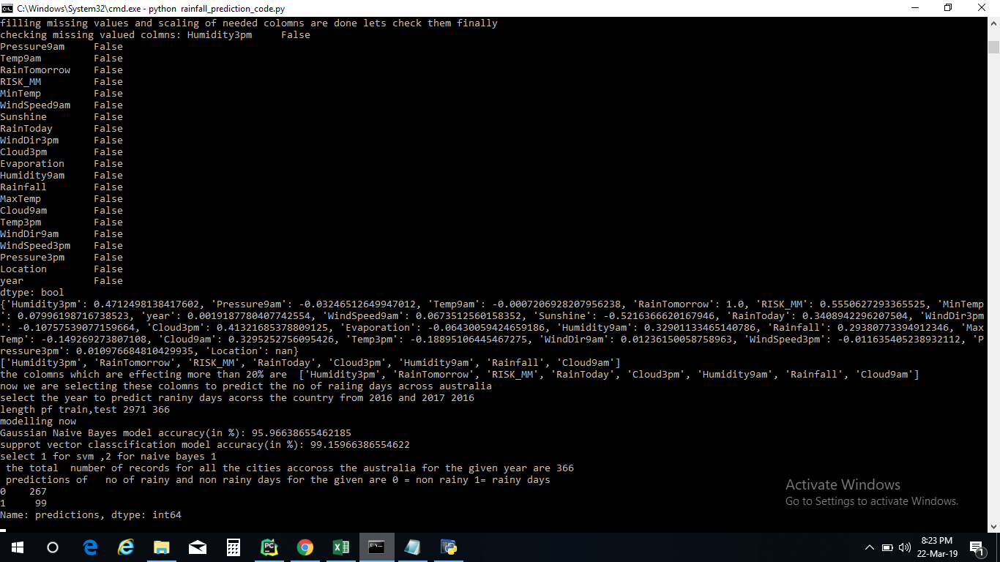 C:\Windows\System32\cmd.exe - python  rainfall_prediction_code.py
filling missing values and scaling of needed colomns are done lets check them finally
checking missing valued colmns: Humidity3pm     False
Pressure9am     False
Temp9am         False
RainTomorrow    False
RISK_MM         False
MinTemp         False
WindSpeed9am    False
Sunshine        False
RainToday       False
WindDir3pm      False
Cloud3pm        False
Evaporation     False
Humidity9am     False
Rainfall        False
MaxTemp         False
Cloud9am        False
Temp3pm         False
WindDir9am      False
WindSpeed3pm    False
Pressure3pm     False
Location        False
year            False
dtype: bool
{'Humidity3pm': 0.4712498138417602, 'Pressure9am': -0.03246512649947012, 'Temp9am': -0.0007206928207956238, 'RainTomorrow': 1.0, 'RISK_MM': 0.5550627293365525, 'MinTemp
': 0.07996198716738523, 'year': 0.0019187780407742554, 'WindSpeed9am': 0.0673512560158352, 'Sunshine': -0.5216366620167946, 'RainToday': 0.3408942296207504, 'WindDir3pm
': -0.10757539077159664, 'Cloud3pm': 0.41321685378809125, 'Evaporation': -0.06430059424659186, 'Humidity9am': 0.32901133465140786, 'Rainfall': 0.29380773394912346, 'Max
Temp': -0.149269273807108, 'Cloud9am': 0.3295252756095426, 'Temp3pm': -0.18895106445467275, 'WindDir9am': 0.01236150058758963, 'WindSpeed3pm': -0.011635405238932112, 'P
ressure3pm': 0.010976684810429935, 'Location': nan}
['Humidity3pm', 'RainTomorrow', 'RISK_MM', 'RainToday', 'Cloud3pm', 'Humidity9am', 'Rainfall', 'Cloud9am']
the colomns which are effecting more than 20% are  ['Humidity3pm', 'RainTomorrow', 'RISK_MM', 'RainToday', 'Cloud3pm', 'Humidity9am', 'Rainfall', 'Cloud9am']
now we are selecting these colomns to predict the no of raiing days across australia
select the year to predict raniny days acorss the country from 2016 and 2017 2016
length pf train,test 2971 366
modelling now
Gaussian Naive Bayes model accuracy(in %): 95.96638655462185
supprot vector classcification model accuracy(in %): 99.15966386554622
select 1 for svm ,2 for naive bayes 1
 the total  number of records for all the cities accoross the australia for the given year are 366
 predictions of   no of rainy and non rainy days for the given are 0 = non rainy 1= rainy days
0    267
1     99
Name: predictions, dtype: int64
Activate Windows
Go to Settings to activate Windows.
8:23 PM
22-Mar-19
1